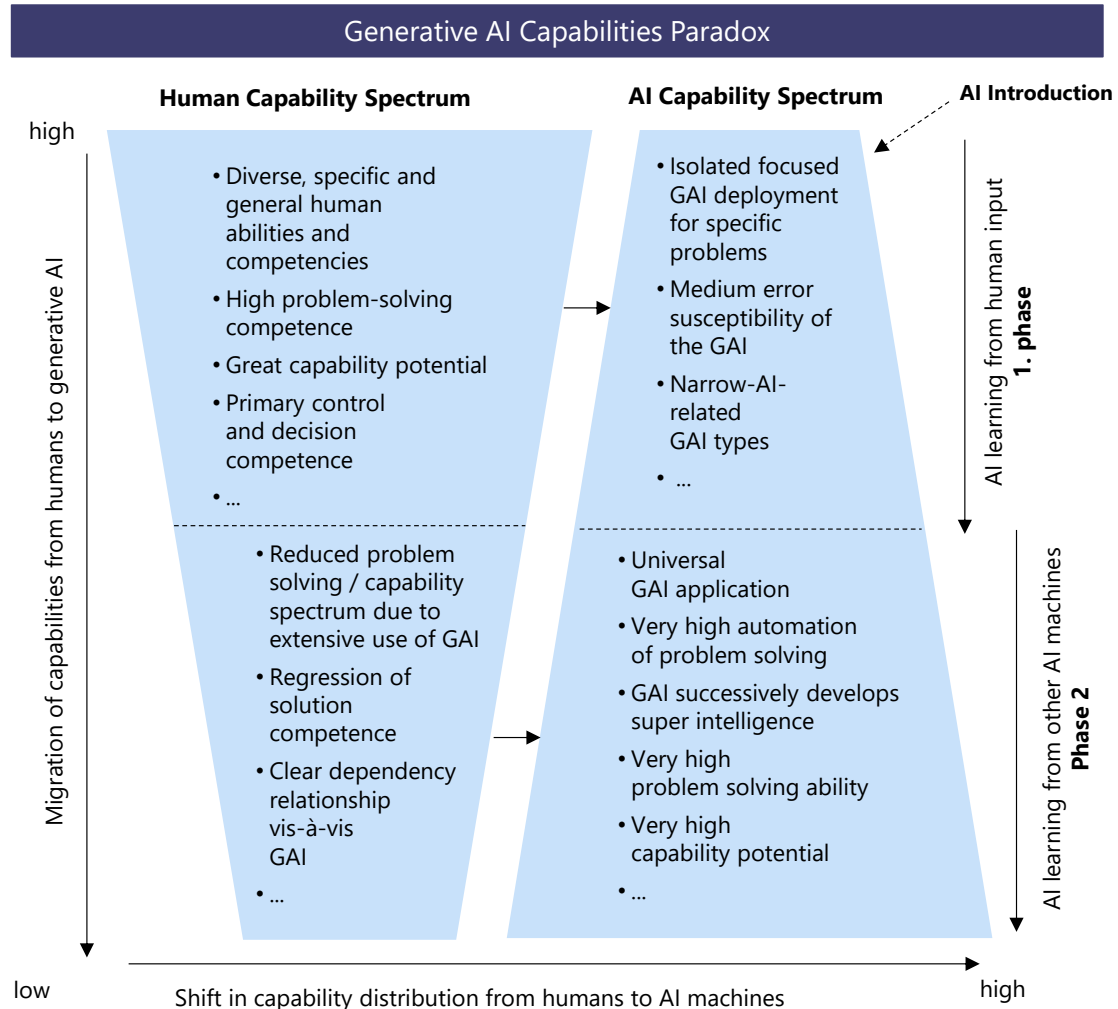 Generative AI Capabilities Paradox
Human Capability Spectrum
AI Capability Spectrum
AI Introduction
high
Migration of capabilities from humans to generative AI
• Diverse, specific and
general human
abilities and
competencies
• High problem-solving
competence
• Great capability potential
• Primary control
and decision
competence
• ...
• Reduced problem
solving / capability
spectrum due to
extensive use of GAI
• Regression of
solution
competence
• Clear dependency
relationship
vis-à-vis
GAI
• ...
• Isolated focused
GAI deployment
for specific
problems
• Medium error
susceptibility of
the GAI
• Narrow-AI-
related
GAI types
• ...
• Universal
GAI application
• Very high automation
of problem solving
• GAI successively develops
super intelligence
• Very high
problem solving ability
• Very high
capability potential
• ...
AI learning from human input
1. phase
AI learning from other AI machines
Phase 2
low
Shift in capability distribution from humans to AI machines
high